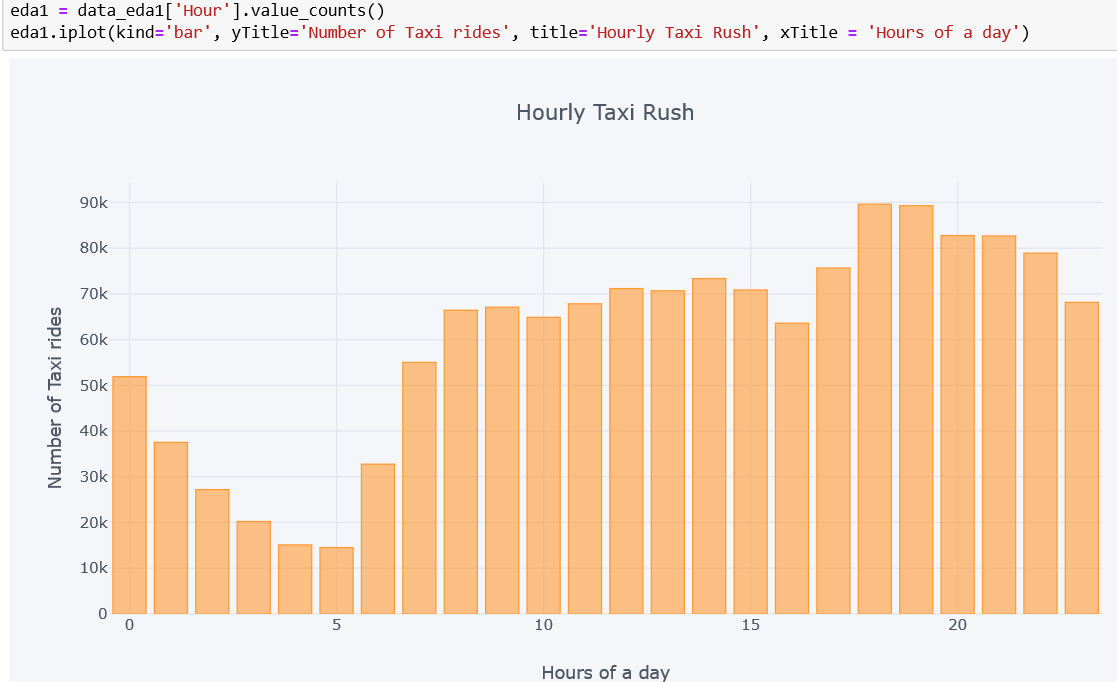 eda1 = data_eda1['Hour'].value_counts()
eda1.iplot(kind='bar', yTitle='Number of Taxi rides', title='Hourly Taxi Rush', xTitle = 'Hours of a day')
Hourly Taxi Rush
90k
80k
70k
60k
50k
40k
30k
20k
10k
0
Number of Taxi rides
0 5 10 15 20
Hours of a day